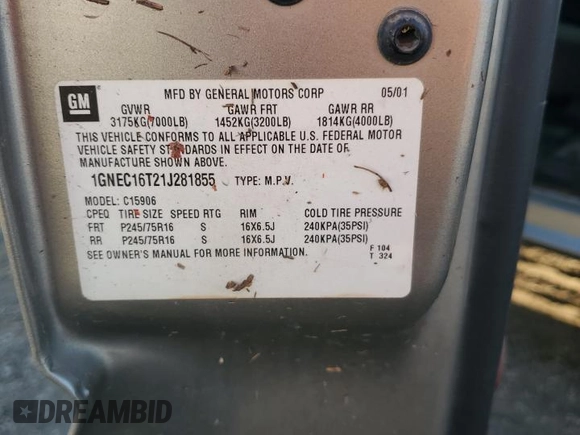 GM
MFD BY GENERAL MOTORS CORP 05/01
GVWR GAWR FRT GAWR RR
3175KG(7000LB) 1452KG(3200LB) 1814KG(4000LB)
THIS VEHICLE CONFORMS TO ALL APPLICABLE U.S. FEDERAL MOTOR
VEHICLE SAFETY STANDARDS IN EFFECT ON THE DATE OF
MANUFACTURE SHOWN ABOVE.
1GNEC16T21J281855 TYPE: M.P.V.
MODEL: C15906
CPEQ TIRE SIZE SPEED RTG RIM COLD TIRE PRESSURE
FRT P245/75R16 S 16X6.5J 240KPA(35PSI)
RR P245/75R16 S 16X6.5J 240KPA(35PSI)
SEE OWNER'S MANUAL FOR MORE INFORMATION.
F 104
T 324
DREAMBID